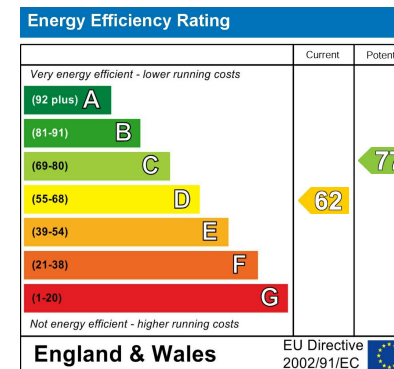 Energy Efficiency Rating
Current Potent
Very energy efficient - lower running costs
(92 plus) A
(81-91) B
(69-80) C 77
(55-68) D 62
(39-54) E
(21-38) F
(1-20) G
Not energy efficient - higher running costs
England & Wales
EU Directive
2002/91/EC